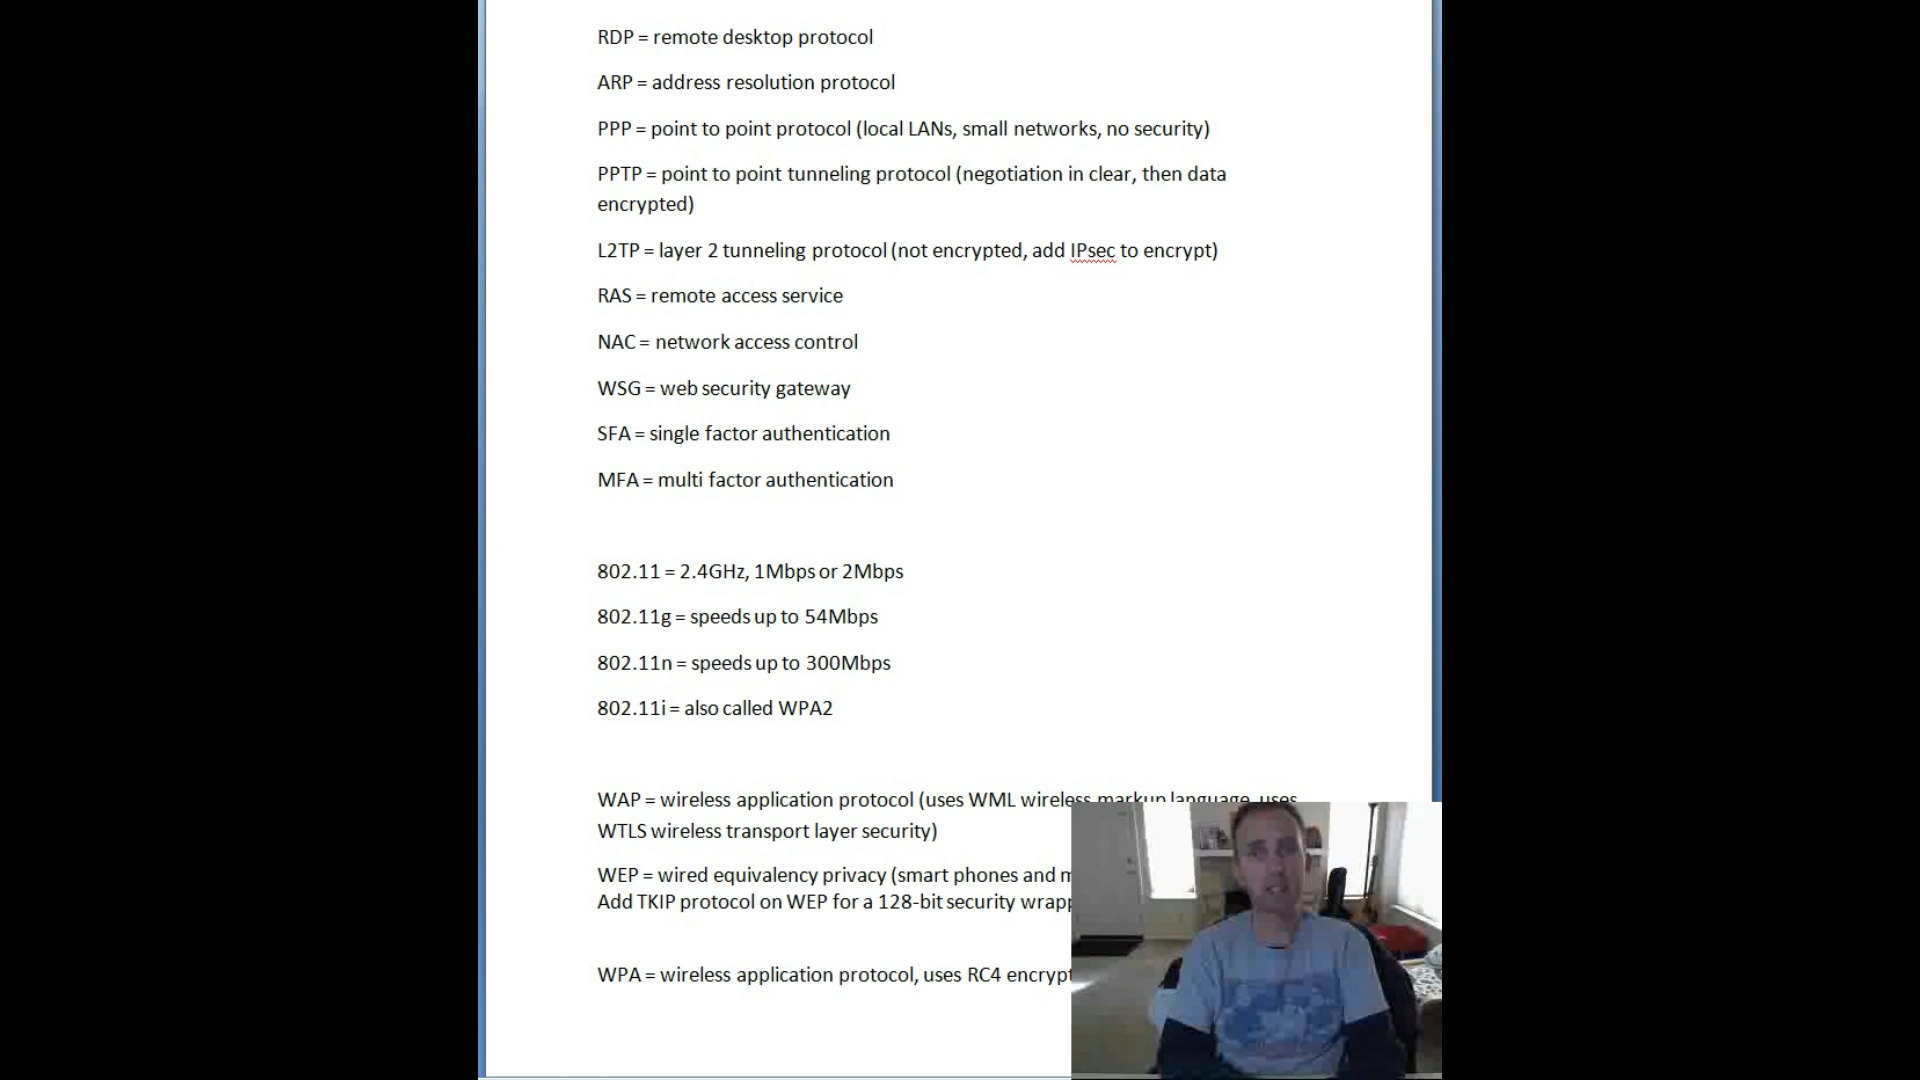 RDP = remote desktop protocol
ARP = address resolution protocol
PPP = point to point protocol (local LANs, small networks, no security)
PPTP = point to point tunneling protocol (negotiation in clear, then data
encrypted)
L2TP = layer 2 tunneling protocol (not encrypted, add IPsec to encrypt)
RAS = remote access service
NAC = network access control
WSG = web security gateway
SFA = single factor authentication
MFA = multi factor authentication
802.11 = 2.4GHz, 1Mbps or 2Mbps
802.11g = speeds up to 54Mbps
802.11n = speeds up to 300Mbps
802.11i = also called WPA2
WAP = wireless application protocol (uses WML wireless markup language, uses
WTLS wireless transport layer security)
WEP = wired equivalency privacy (smart phones and
Add TKIP protocol on WEP for a 128-bit security
WPA = wireless application protocol, uses RC4